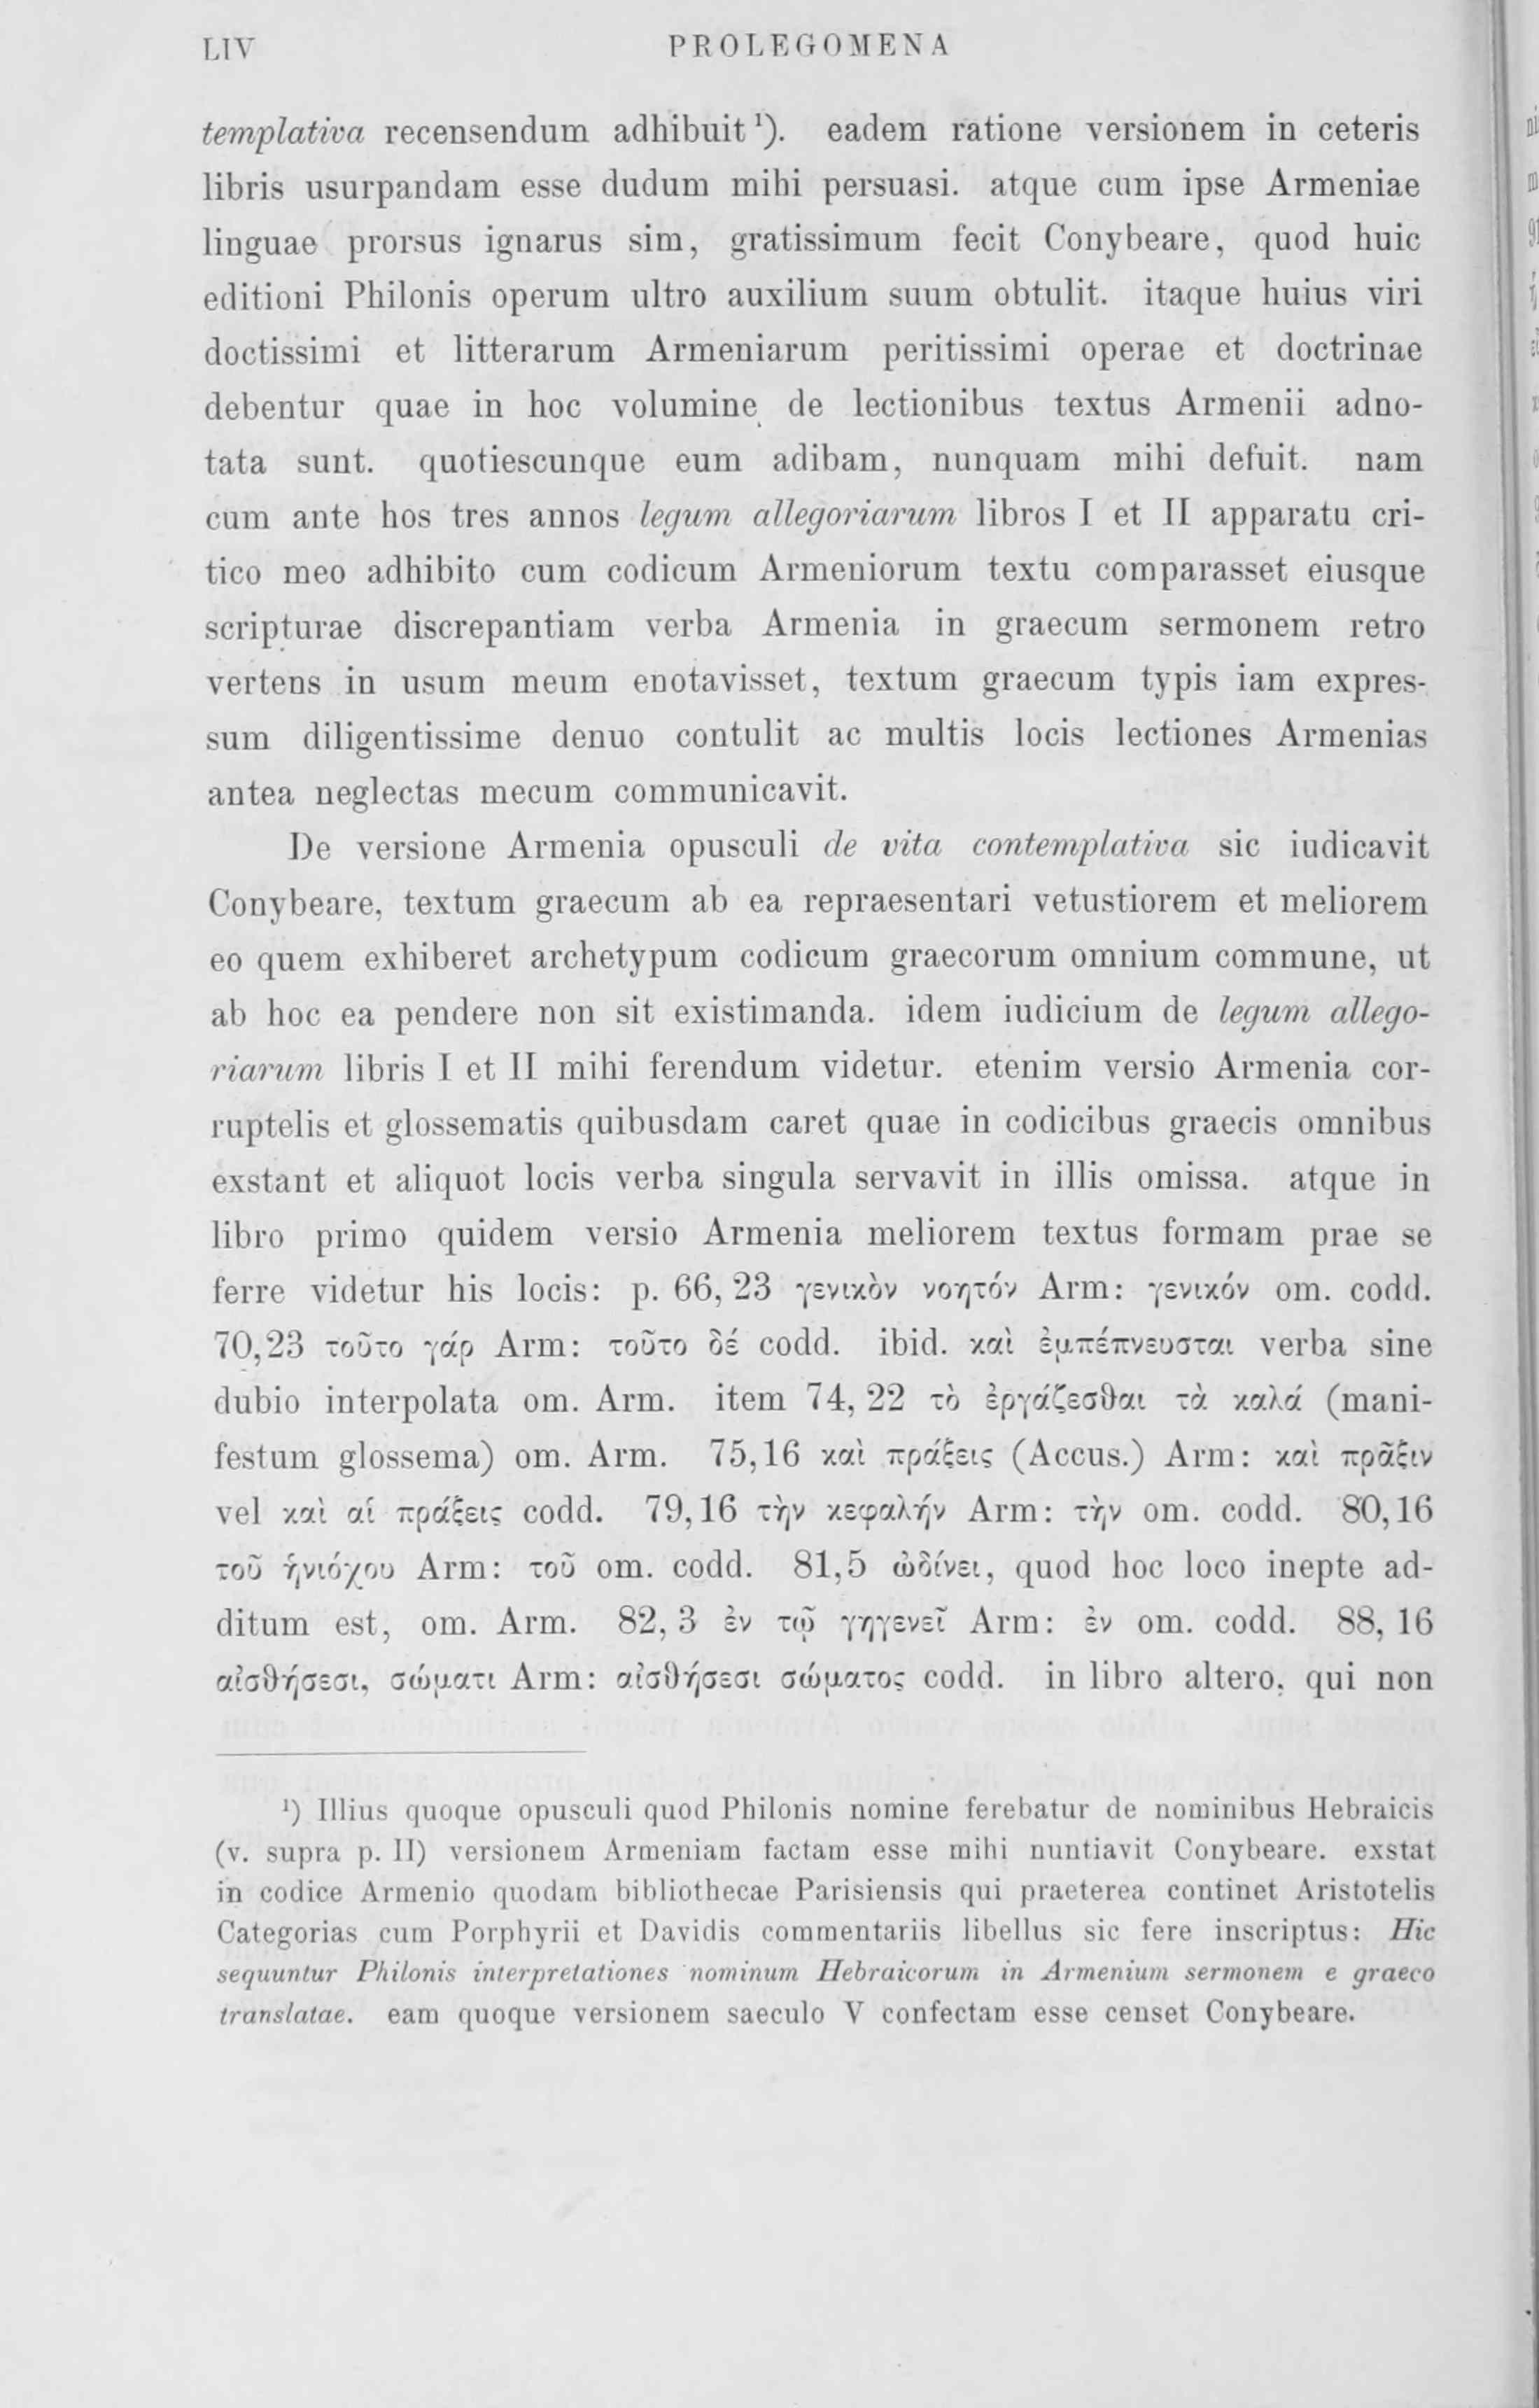 LIV PROLEGOMENA
templativa recensendum adhibuit ¹). eadem ratione versionem in ceteris
libris usurpandam esse dudum mihi persuasi. atque cum ipse Armeniae
linguae prorsus ignarus sim, gratissimum fecit Conybeare, quod huic
editioni Philonis operum ultro auxilium suum obtulit. itaque huius viri
doctissimi et litterarum Armeniarum peritissimi operae et doctrinae
debentur quae in hoc volumine de lectionibus textus Armenii adno-
tata sunt. quotiescunque eum adibam, nunquam mihi defuit. nam
cum ante hos tres annos legum allegoriarum libros I et II apparatu cri-
tico meo adhibito cum codicum Armeniorum textu comparasset eiusque
scripturae discrepantiam verba Armenia in graecum sermonem retro
vertens in usum meum enotavisset, textum graecum typis iam expres-
sum diligentissime denuo contulit ac multis locis lectiones Armenias
antea neglectas mecum communicavit.
De versione Armenia opusculi de vita contemplativa sic iudicavit
Conybeare, textum graecum ab ea repraesentari vetustiorem et meliorem
eo quem exhiberet archetypum codicum graecorum omnium commune, ut
ab hoc ea pendere non sit existimanda. idem iudicium de legum allego-
riarum libris I et II mihi ferendum videtur. etenim versio Armenia cor-
ruptelis et glossematis quibusdam caret quae in codicibus graecis omnibus
exstant et aliquot locis verba singula servavit in illis omissa. atque in
libro primo quidem versio Armenia meliorem textus formam prae se
ferre videtur his locis: p. 66, 23 γενικὸν νοητόν Arm: γενικόν om. codd.
70,23 τοῦτο γάρ Arm: τοῦτο δέ codd. ibid. καὶ ἐμπέπνευσται verba sine
dubio interpolata om. Arm. item 74, 22 τὸ ἐργάζεσθαι τὰ καλά (mani-
festum glossema) om. Arm. 75,16 καὶ πράξεις (Accus.) Arm: καὶ πρᾶξιν
vel καὶ αἱ πράξεις codd. 79,16 τὴν κεφαλήν Arm: τὴν om. codd. 80,16
τοῦ ἡνιόχου Arm: τοῦ om. codd. 81,5 ὠδίνει, quod hoc loco inepte ad-
ditum est, om. Arm. 82, 3 ἐν τῷ γηγενεῖ Arm: ἐν om. codd. 88, 16
αἰσθήσεσι, σώματι Arm: αἰσθήσεσι σώματος codd. in libro altero, qui non
¹) Illius quoque opusculi quod Philonis nomine ferebatur de nominibus Hebraicis
(v. supra p. II) versionem Armeniam factam esse mihi nuntiavit Conybeare. exstat
in codice Armenio quodam bibliothecae Parisiensis qui praeterea continet Aristotelis
Categorias cum Porphyrii et Davidis commentariis libellus sic fere inscriptus: Hic
sequuntur Philonis interpretationes nominum Hebraicorum in Armenium sermonem e graeco
translatae. eam quoque versionem saeculo V confectam esse censet Conybeare.